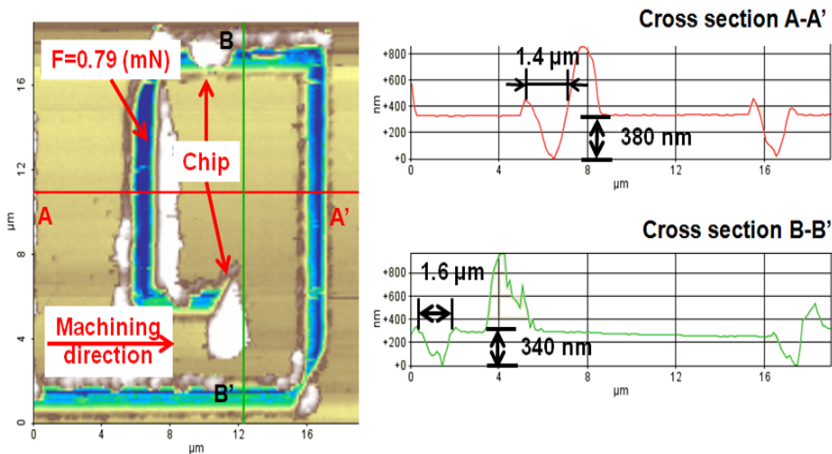 F=0.79 (mN)
B
Chip
A
A'
Machining
direction
B'
16
12
8
4
0
μm
0
4
8
12
16
μm
Cross section A-A'
+800
+600
+400
+200
+0
nm
1.4 μm
380 nm
0
4
8
12
16
μm
Cross section B-B'
+800
+600
+400
+200
+0
nm
1.6 μm
340 nm
0
4
8
12
16
μm